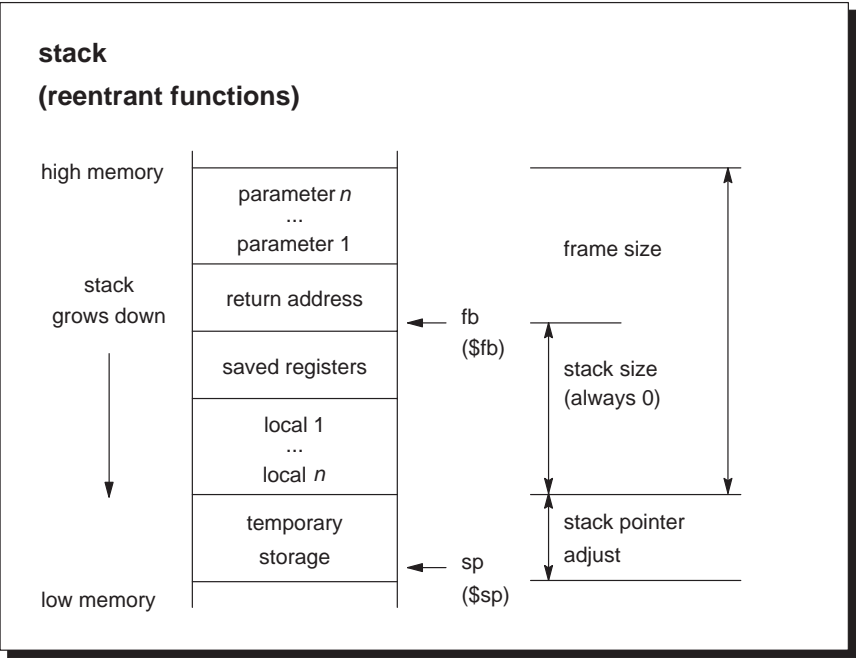 stack
(reentrant functions)
high memory
parameter n
...
parameter 1
frame size
stack
grows down
return address
fb
($fb)
saved registers
stack size
(always 0)
local 1
...
local n
temporary
storage
stack pointer
adjust
sp
($sp)
low memory